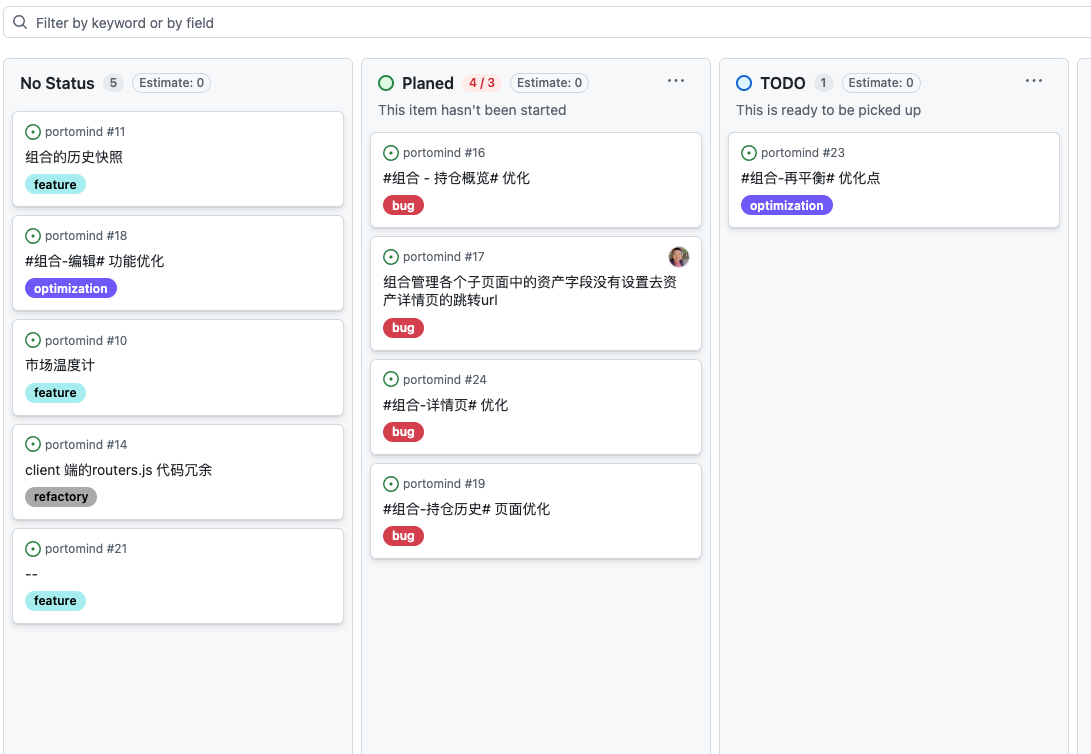 Filter by keyword or by field
No Status 5 Estimate: 0
portomind #11
组合的历史快照
feature
portomind #18
#组合-编辑# 功能优化
optimization
portomind #10
市场温度计
feature
portomind #14
client 端的routers.js 代码冗余
refactory
portomind #21
--
feature
Planed 4 / 3 Estimate: 0 ...
This item hasn't been started
portomind #16
#组合 - 持仓概览# 优化
bug
portomind #17
组合管理各个子页面中的资产字段没有设置去资
产详情页的跳转url
bug
portomind #24
#组合-详情页# 优化
bug
portomind #19
#组合-持仓历史# 页面优化
bug
TODO 1 Estimate: 0 ...
This is ready to be picked up
portomind #23
#组合-再平衡# 优化点
optimization